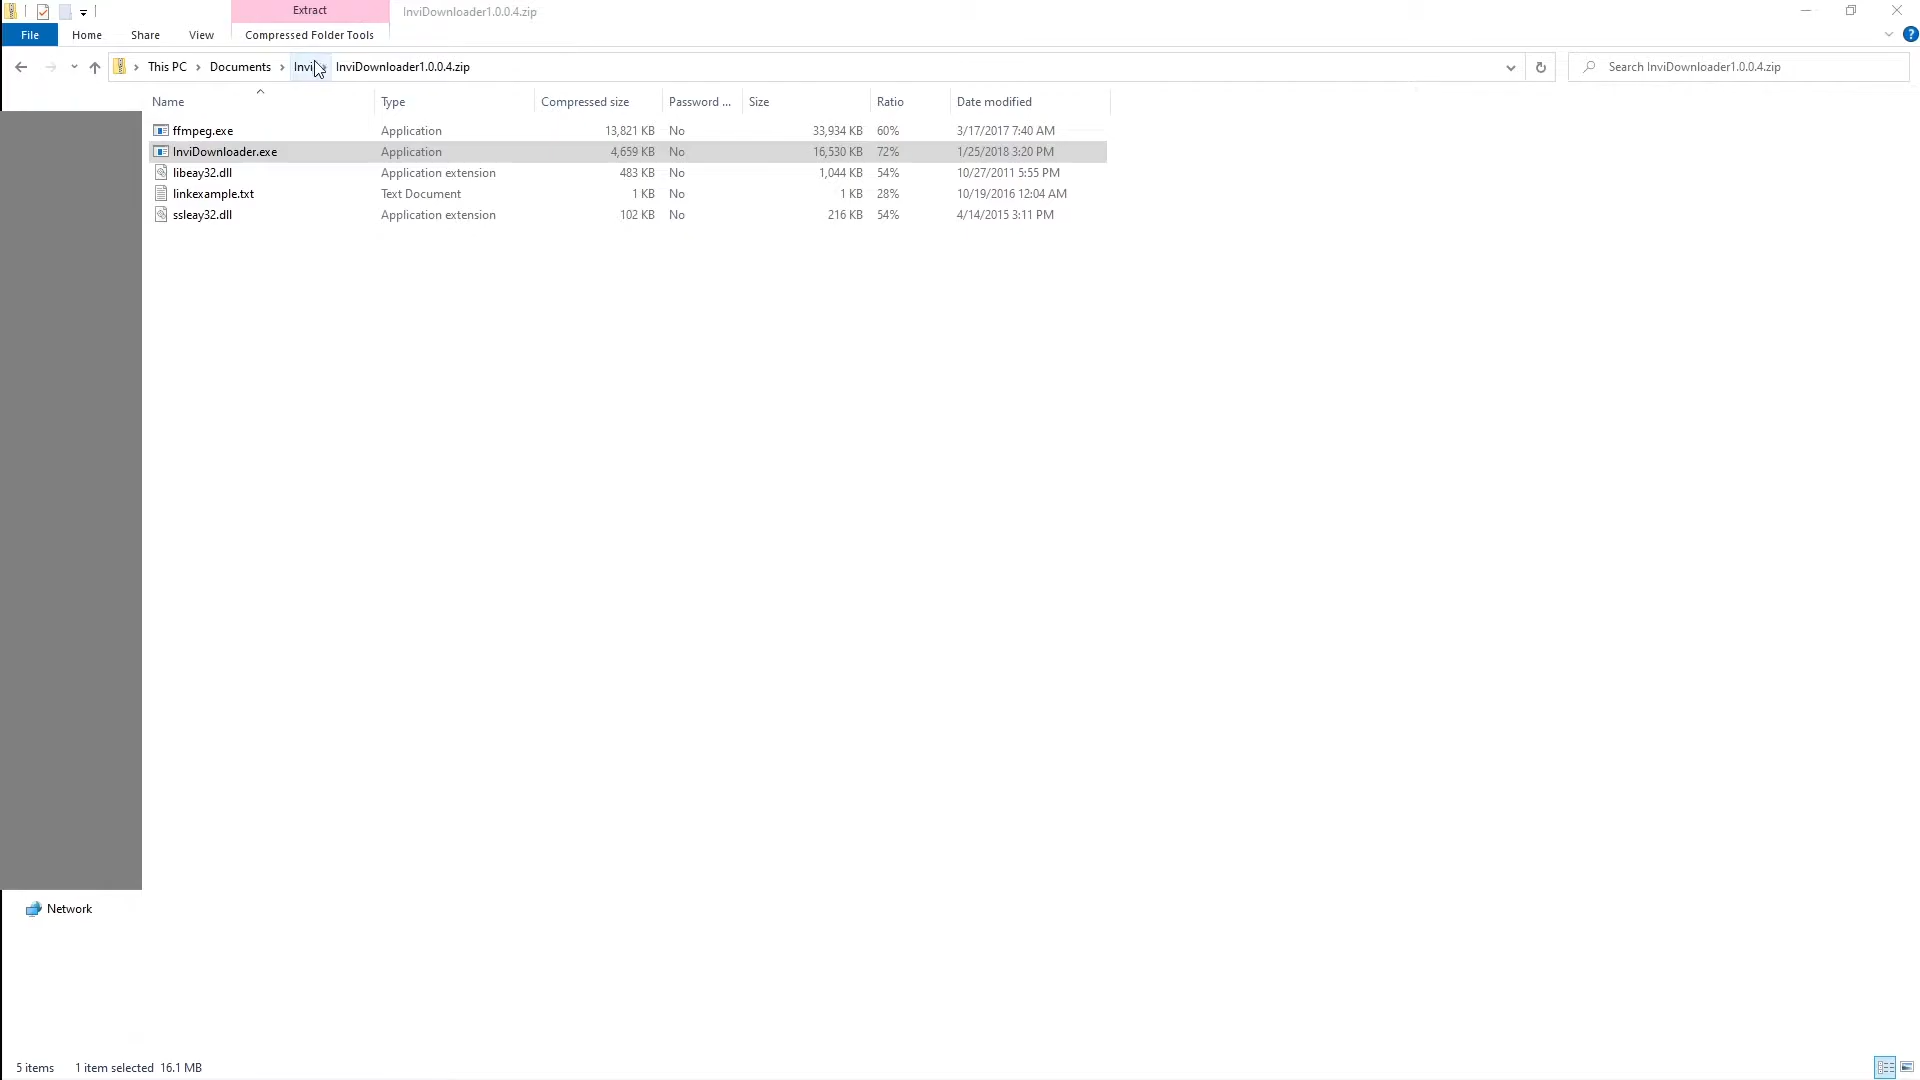 Extract InviDownloader1.0.0.4.zip
File Home Share View Compressed Folder Tools
This PC Documents Invi InviDownloader1.0.0.4.zip Search InviDownloader1.0.0.4.zip
Name Type Compressed size Password ... Size Ratio Date modified
ffmpeg.exe Application 13,821 KB No 33,934 KB 60% 3/17/2017 7:40 AM
InviDownloader.exe Application 4,659 KB No 16,530 KB 72% 1/25/2018 3:20 PM
libeay32.dll Application extension 483 KB No 1,044 KB 54% 10/27/2011 5:55 PM
linkexample.txt Text Document 1 KB No 1 KB 28% 10/19/2016 12:04 AM
ssleay32.dll Application extension 102 KB No 216 KB 54% 4/14/2015 3:11 PM
Network
5 items 1 item selected 16.1 MB